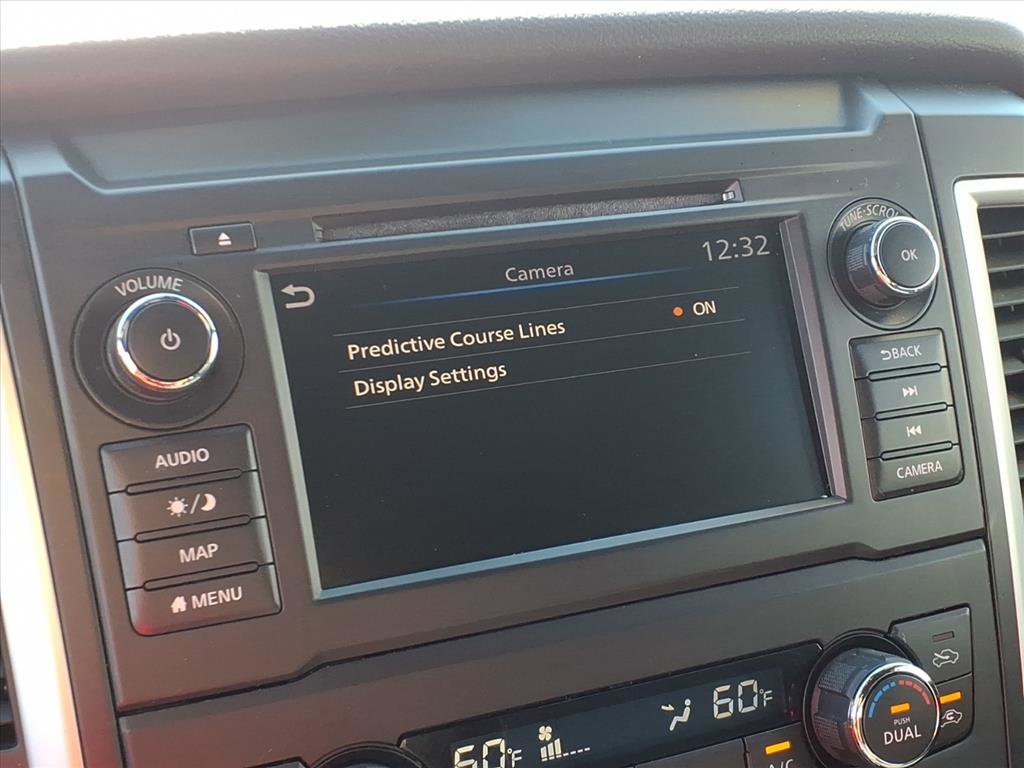 12:32
Camera
TUNE·SCROLL
OK
VOLUME
Predictive Course Lines
ON
Display Settings
BACK
CAMERA
AUDIO
MAP
MENU
60°F
60°F
PUSH
DUAL
A/C